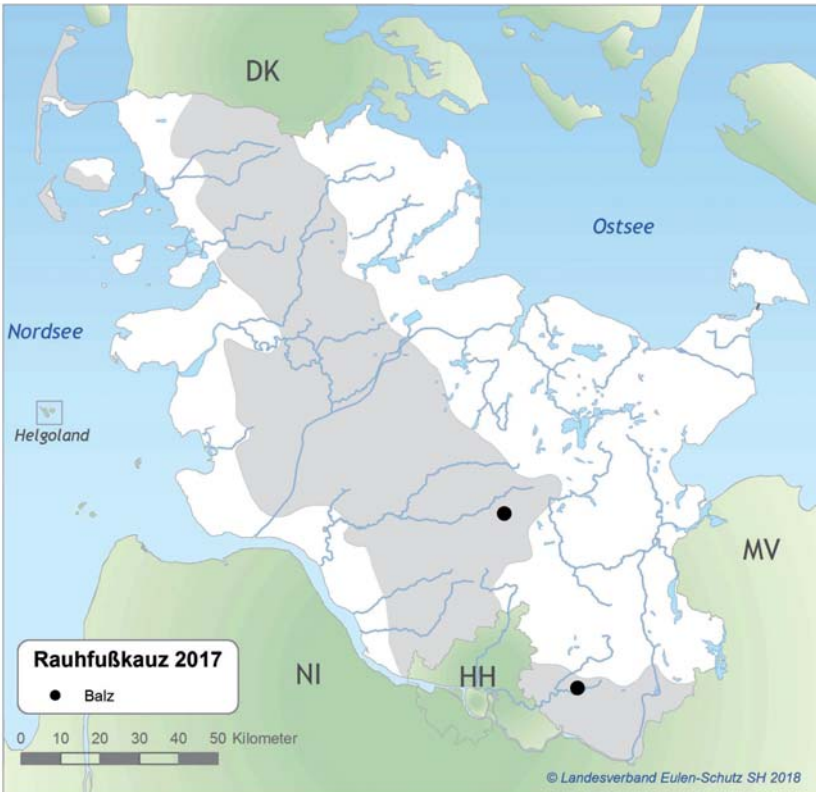 DK
Ostsee
Nordsee
Helgoland
MV
Rauhfußkauz 2017
Balz
NI
HH
0 10 20 30 40 50 Kilometer
© Landesverband Eulen-Schutz SH 2018